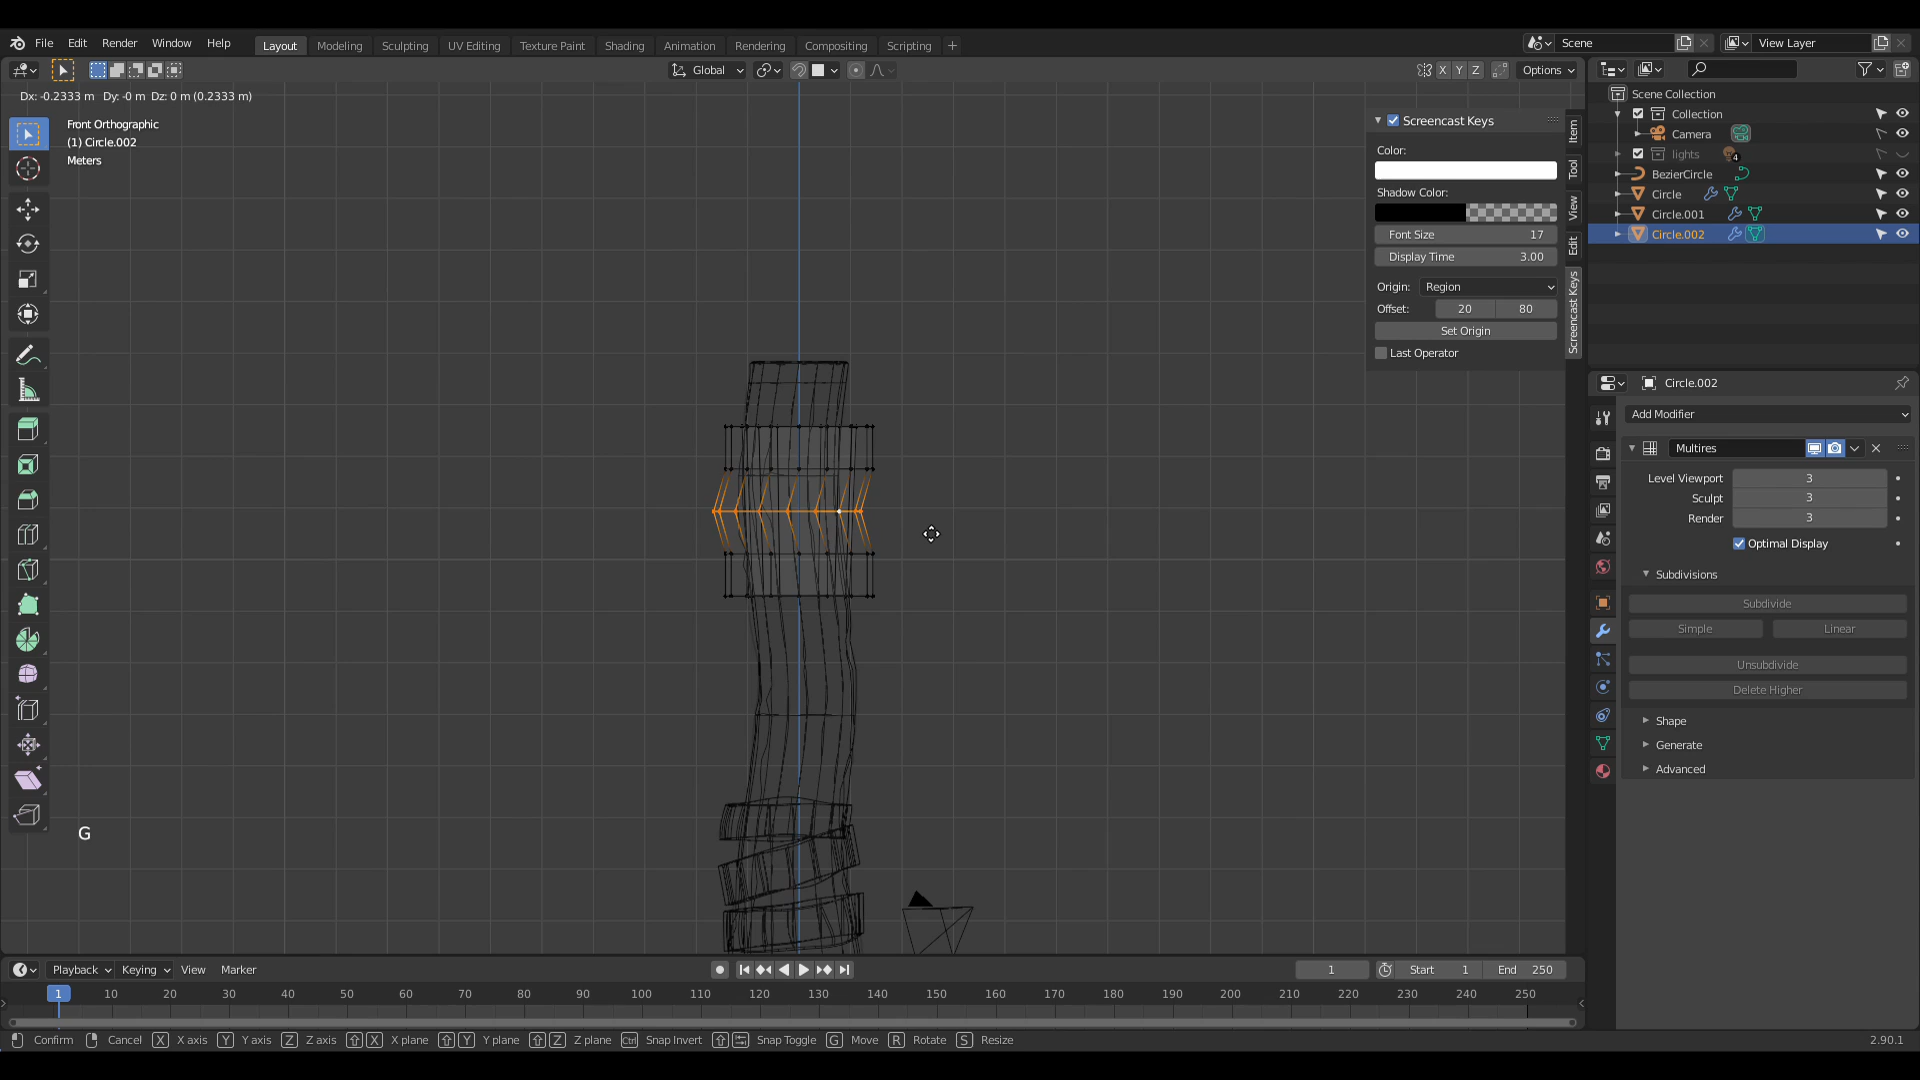 File Edit Render Window Help Layout Modeling Sculpting UV Editing Texture Paint Shading Animation Rendering Compositing Scripting + Scene View Layer
Global X Y Z Options
Dx: -0.2333 m Dy: -0 m Dz: 0 m (0.2333 m)
Front Orthographic
(1) Circle.002
Meters
Screencast Keys
Color:
Shadow Color:
Font Size 17
Display Time 3.00
Origin: Region
Offset: 20 80
Set Origin
Last Operator
Item
Tool
View
Edit
Screencast Keys
G
Scene Collection
Collection
Camera
lights 4
BezierCircle
Circle
Circle.001
Circle.002
Circle.002
Add Modifier
Multires
Level Viewport 3
Sculpt 3
Render 3
Optimal Display
Subdivisions
Subdivide
Simple Linear
Unsubdivide
Delete Higher
Shape
Generate
Advanced
Playback Keying View Marker 1 Start 1 End 250
1 10 20 30 40 50 60 70 80 90 100 110 120 130 140 150 160 170 180 190 200 210 220 230 240 250
Confirm Cancel X X axis Y Y axis Z Z axis X X plane Y Y plane Z Z plane Ctrl Snap Invert Snap Toggle G Move R Rotate S Resize 2.90.1